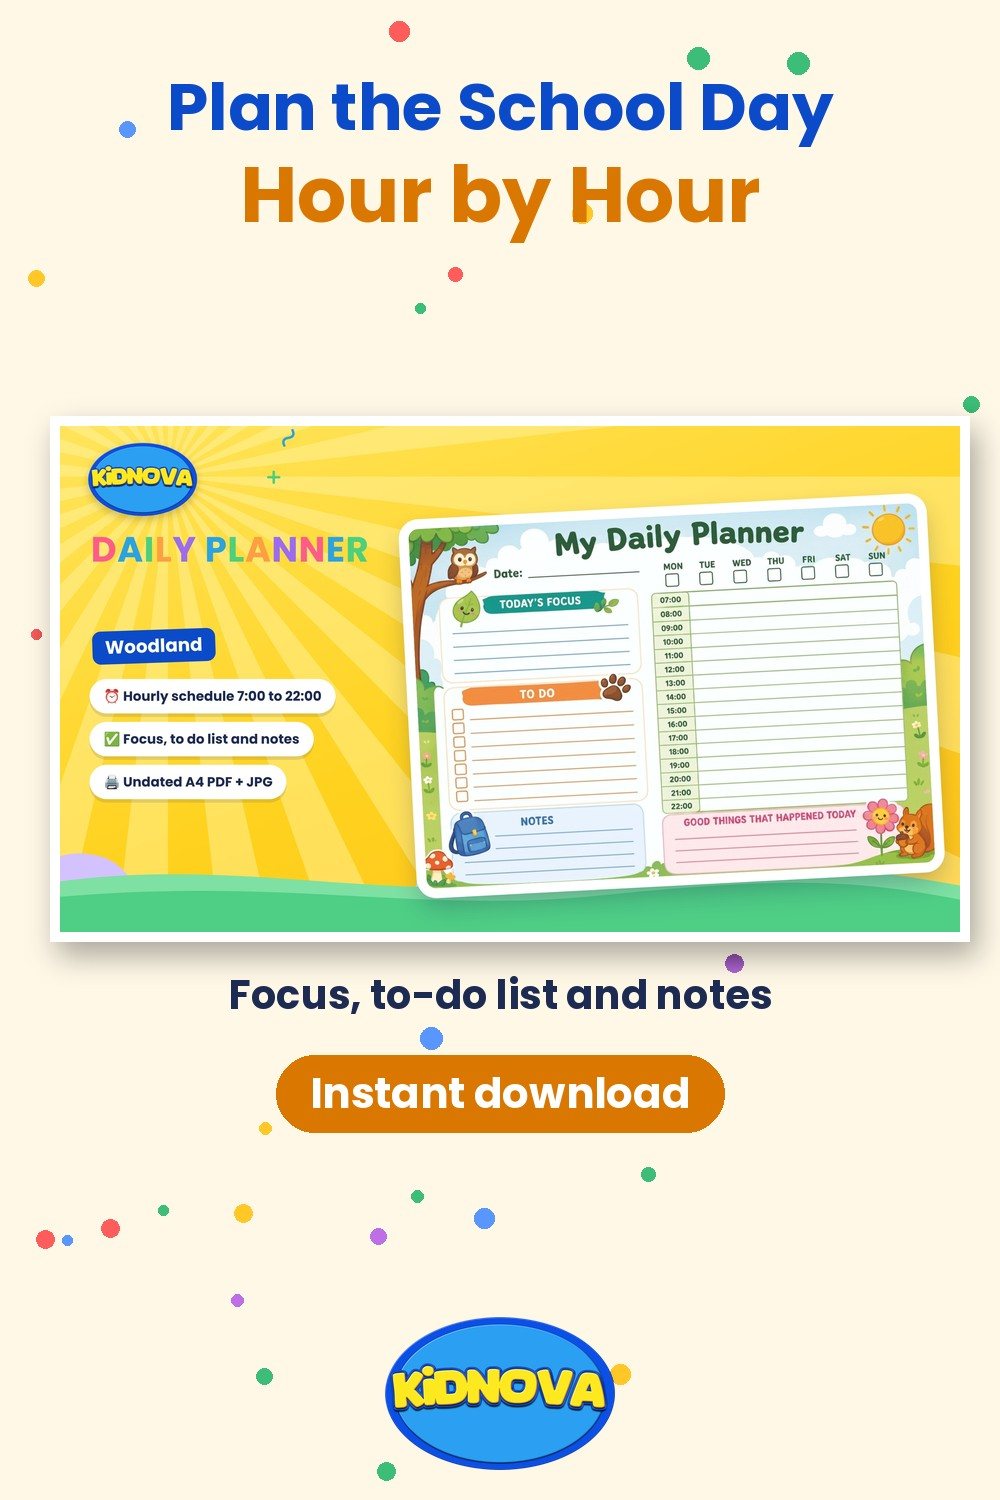 Plan the School Day
Hour by Hour
KiDNOVA
DAILY PLANNER
Woodland
Hourly schedule 7:00 to 22:00
Focus, to do list and notes
Undated A4 PDF + JPG
My Daily Planner
Date:
MON TUE WED THU FRI SAT SUN
TODAY'S FOCUS
TO DO
NOTES
07:00
08:00
09:00
10:00
11:00
12:00
13:00
14:00
15:00
16:00
17:00
18:00
19:00
20:00
21:00
22:00
GOOD THINGS THAT HAPPENED TODAY
Focus, to-do list and notes
Instant download
KiDNOVA